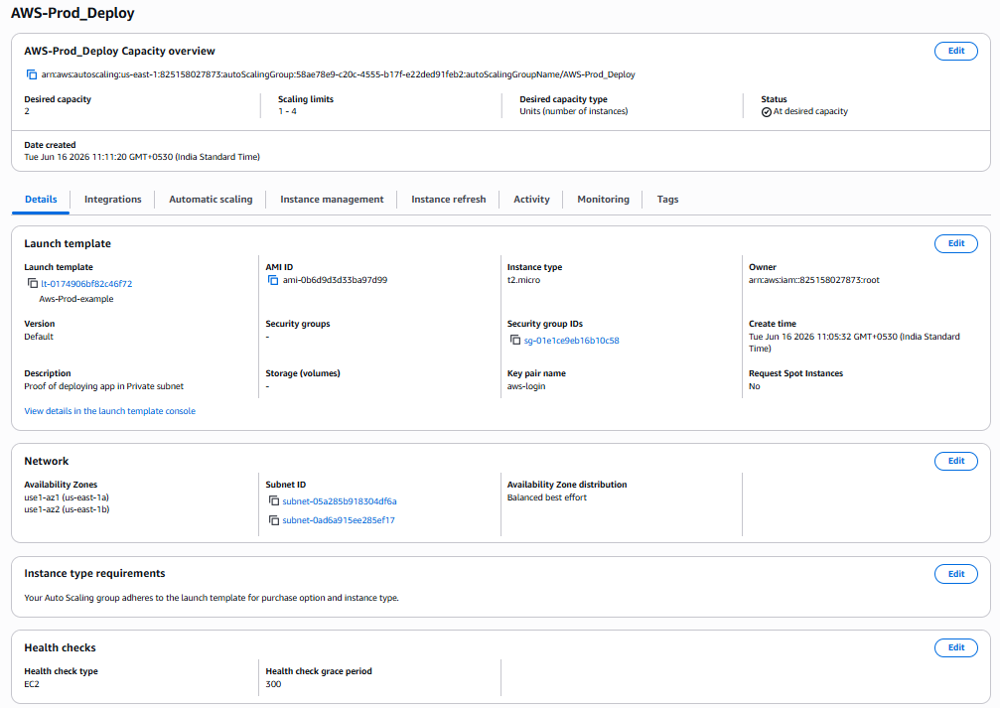 AWS-Prod_Deploy
AWS-Prod_Deploy Capacity overview
Edit
arn:aws:autoscaling:us-east-1:825158027873:autoScalingGroup:58ae78e9-c20c-4555-b17f-e22ded91feb2:autoScalingGroupName/AWS-Prod_Deploy
Desired capacity
2
Scaling limits
1 - 4
Desired capacity type
Units (number of instances)
Status
At desired capacity
Date created
Tue Jun 16 2026 11:11:20 GMT+0530 (India Standard Time)
Details
Integrations
Automatic scaling
Instance management
Instance refresh
Activity
Monitoring
Tags
Launch template
Edit
Launch template
lt-0174906bf82c46f72
Aws-Prod-example
AMI ID
ami-0b6d9d3d33ba97d99
Instance type
t2.micro
Owner
arn:aws:iam::825158027873:root
Version
Default
Security groups
-
Security group IDs
sg-01e1ce9eb16b10c58
Create time
Tue Jun 16 2026 11:05:32 GMT+0530 (India Standard
Time)
Description
Proof of deploying app in Private subnet
Storage (volumes)
-
Key pair name
aws-login
Request Spot Instances
No
View details in the launch template console
Network
Edit
Availability Zones
use1-az1 (us-east-1a)
use1-az2 (us-east-1b)
Subnet ID
subnet-05a285b918304df6a
subnet-0ad6a915ee285ef17
Availability Zone distribution
Balanced best effort
Instance type requirements
Edit
Your Auto Scaling group adheres to the launch template for purchase option and instance type.
Health checks
Edit
Health check type
EC2
Health check grace period
300